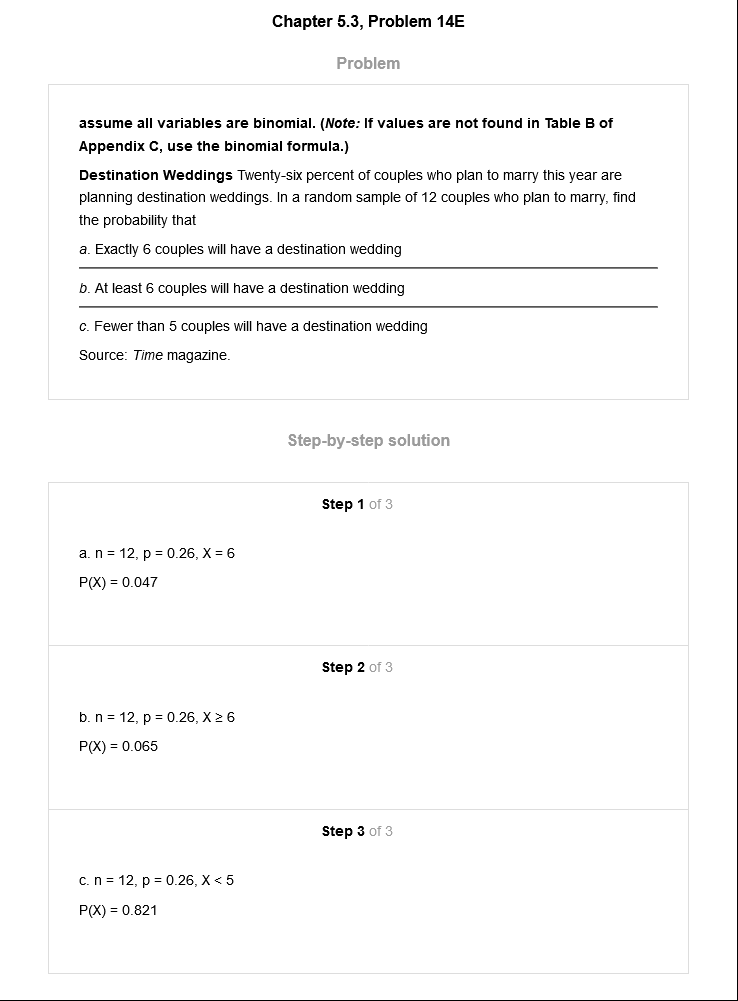 Chapter 5.3, Problem 14E
Problem
assume all variables are binomial. (Note: If values are not found in Table B of
Appendix C, use the binomial formula.)
Destination Weddings Twenty-six percent of couples who plan to marry this year are
planning destination weddings. In a random sample of 12 couples who plan to marry, find
the probability that
a. Exactly 6 couples will have a destination wedding
b. At least 6 couples will have a destination wedding
c. Fewer than 5 couples will have a destination wedding
Source: Time magazine.
Step-by-step solution
Step 1 of 3
a. n = 12, p = 0.26, X = 6
P(X) = 0.047
Step 2 of 3
b. n = 12, p = 0.26, X ≥ 6
P(X) = 0.065
Step 3 of 3
c. n = 12, p = 0.26, X < 5
P(X) = 0.821